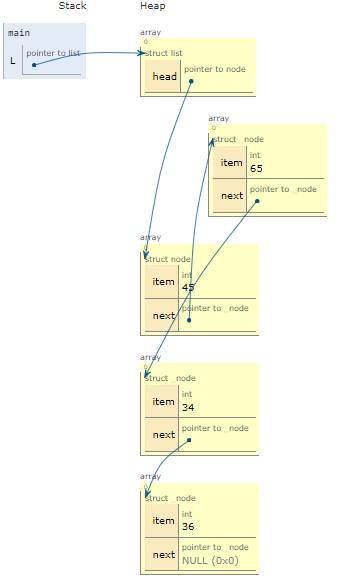 Stack Heap
main
L pointer to list
array
0
struct list
head pointer to node
array
0
struct _node
item int
65
next pointer to _node
array
0
struct node
item int
45
next pointer to _node
array
0
struct _node
item int
34
next pointer to _node
array
0
struct _node
item int
36
next pointer to _node
NULL (0x0)